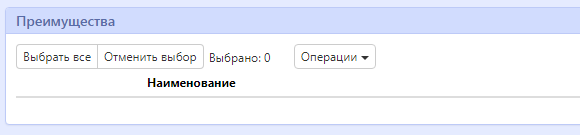 Преимущества
Выбрать все Отменить выбор Выбрано: 0 Операции
Наименование